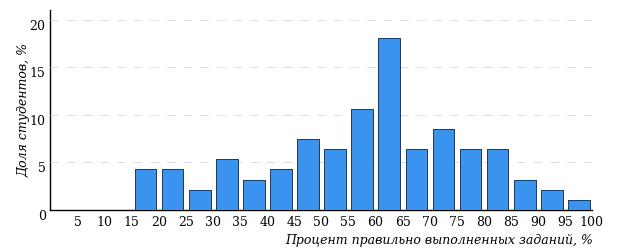 20
15
10
5
0
Доля студентов, %
5 10 15 20 25 30 35 40 45 50 55 60 65 70 75 80 85 90 95 100
Процент правильно выполненных заданий, %